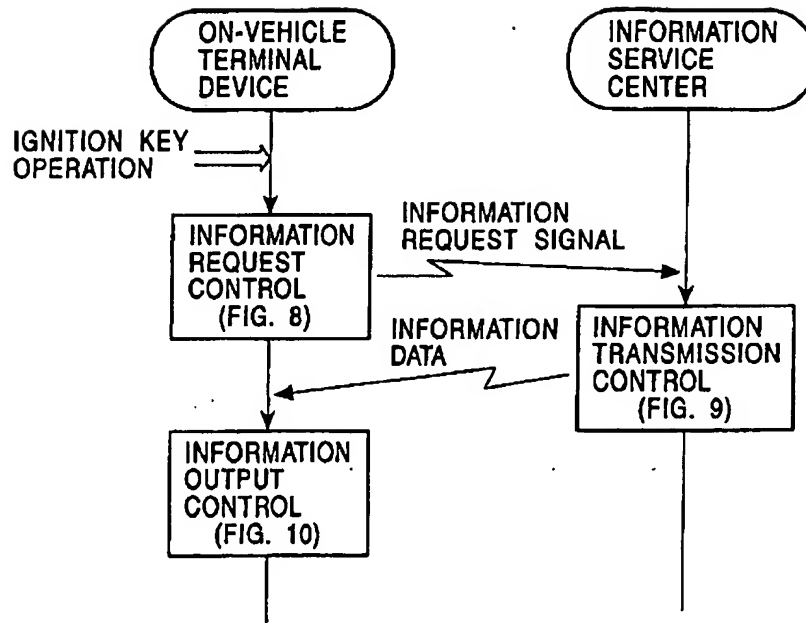 ON-VEHICLE
TERMINAL
DEVICE
INFORMATION
SERVICE
CENTER
IGNITION KEY
OPERATION
INFORMATION
REQUEST
CONTROL
(FIG. 8)
INFORMATION
REQUEST SIGNAL
INFORMATION
DATA
INFORMATION
TRANSMISSION
CONTROL
(FIG. 9)
INFORMATION
OUTPUT
CONTROL
(FIG. 10)